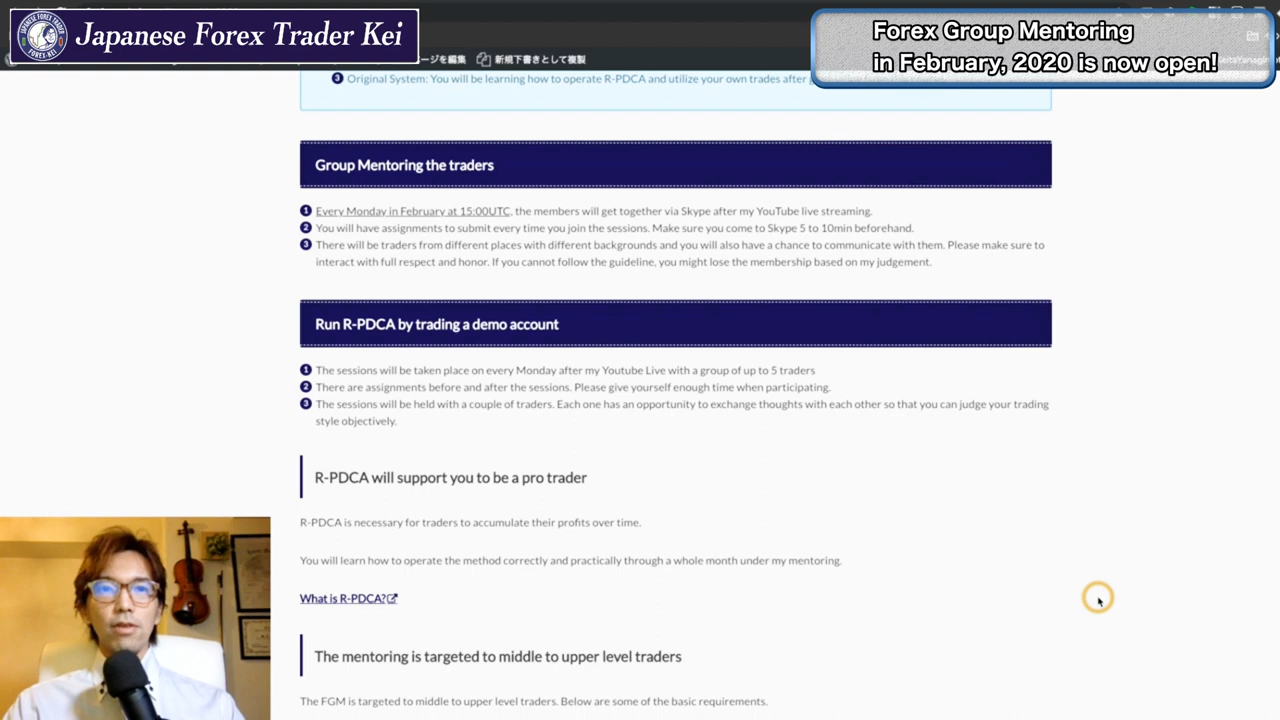 Japanese Forex Trader Kei
Forex Group Mentoring
in February, 2020 is now open!
ージを編集 新規下書きとして複製
3 Original System: You will be learning how to operate R-PDCA and utilize your own trades after
Group Mentoring the traders
1 Every Monday in February at 15:00UTC, the members will get together via Skype after my YouTube live streaming.
2 You will have assignments to submit every time you join the sessions. Make sure you come to Skype 5 to 10min beforehand.
3 There will be traders from different places with different backgrounds and you will also have a chance to communicate with them. Please make sure to
interact with full respect and honor. If you cannot follow the guideline, you might lose the membership based on my judgement.
Run R-PDCA by trading a demo account
1 The sessions will be taken place on every Monday after my Youtube Live with a group of up to 5 traders
2 There are assignments before and after the sessions. Please give yourself enough time when participating.
3 The sessions will be held with a couple of traders. Each one has an opportunity to exchange thoughts with each other so that you can judge your trading
style objectively.
R-PDCA will support you to be a pro trader
R-PDCA is necessary for traders to accumulate their profits over time.
You will learn how to operate the method correctly and practically through a whole month under my mentoring.
What is R-PDCA?
The mentoring is targeted to middle to upper level traders
The FGM is targeted to middle to upper level traders. Below are some of the basic requirements.